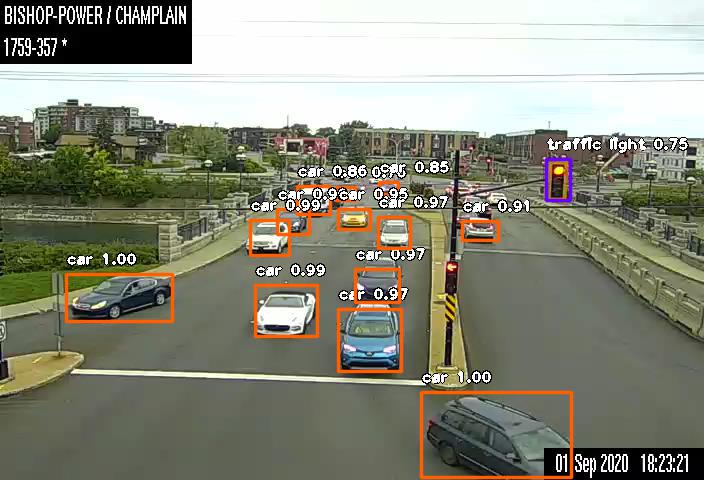 BISHOP-POWER / CHAMPLAIN
1759-357 *
traffic light 0.75
car 0.85
car 0.86
car 0.95
car 0.99
car 0.97
car 0.91
car 1.00
car 0.99
car 0.97
car 0.97
car 1.00
01 Sep 2020 18:23:21